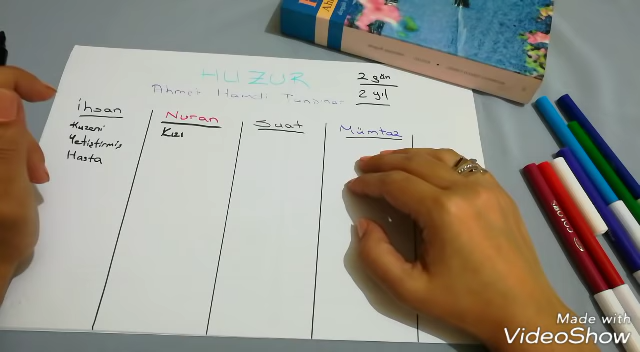 HUZUR
Ahmet Hamdi Tanpınar
2 gün
2 yıl
İhsan
Kuzeni
Yetiştirmiş
Hasta
Nuran
Kızı
Suat
Mümtaz
COLORS
Made with
VideoShow